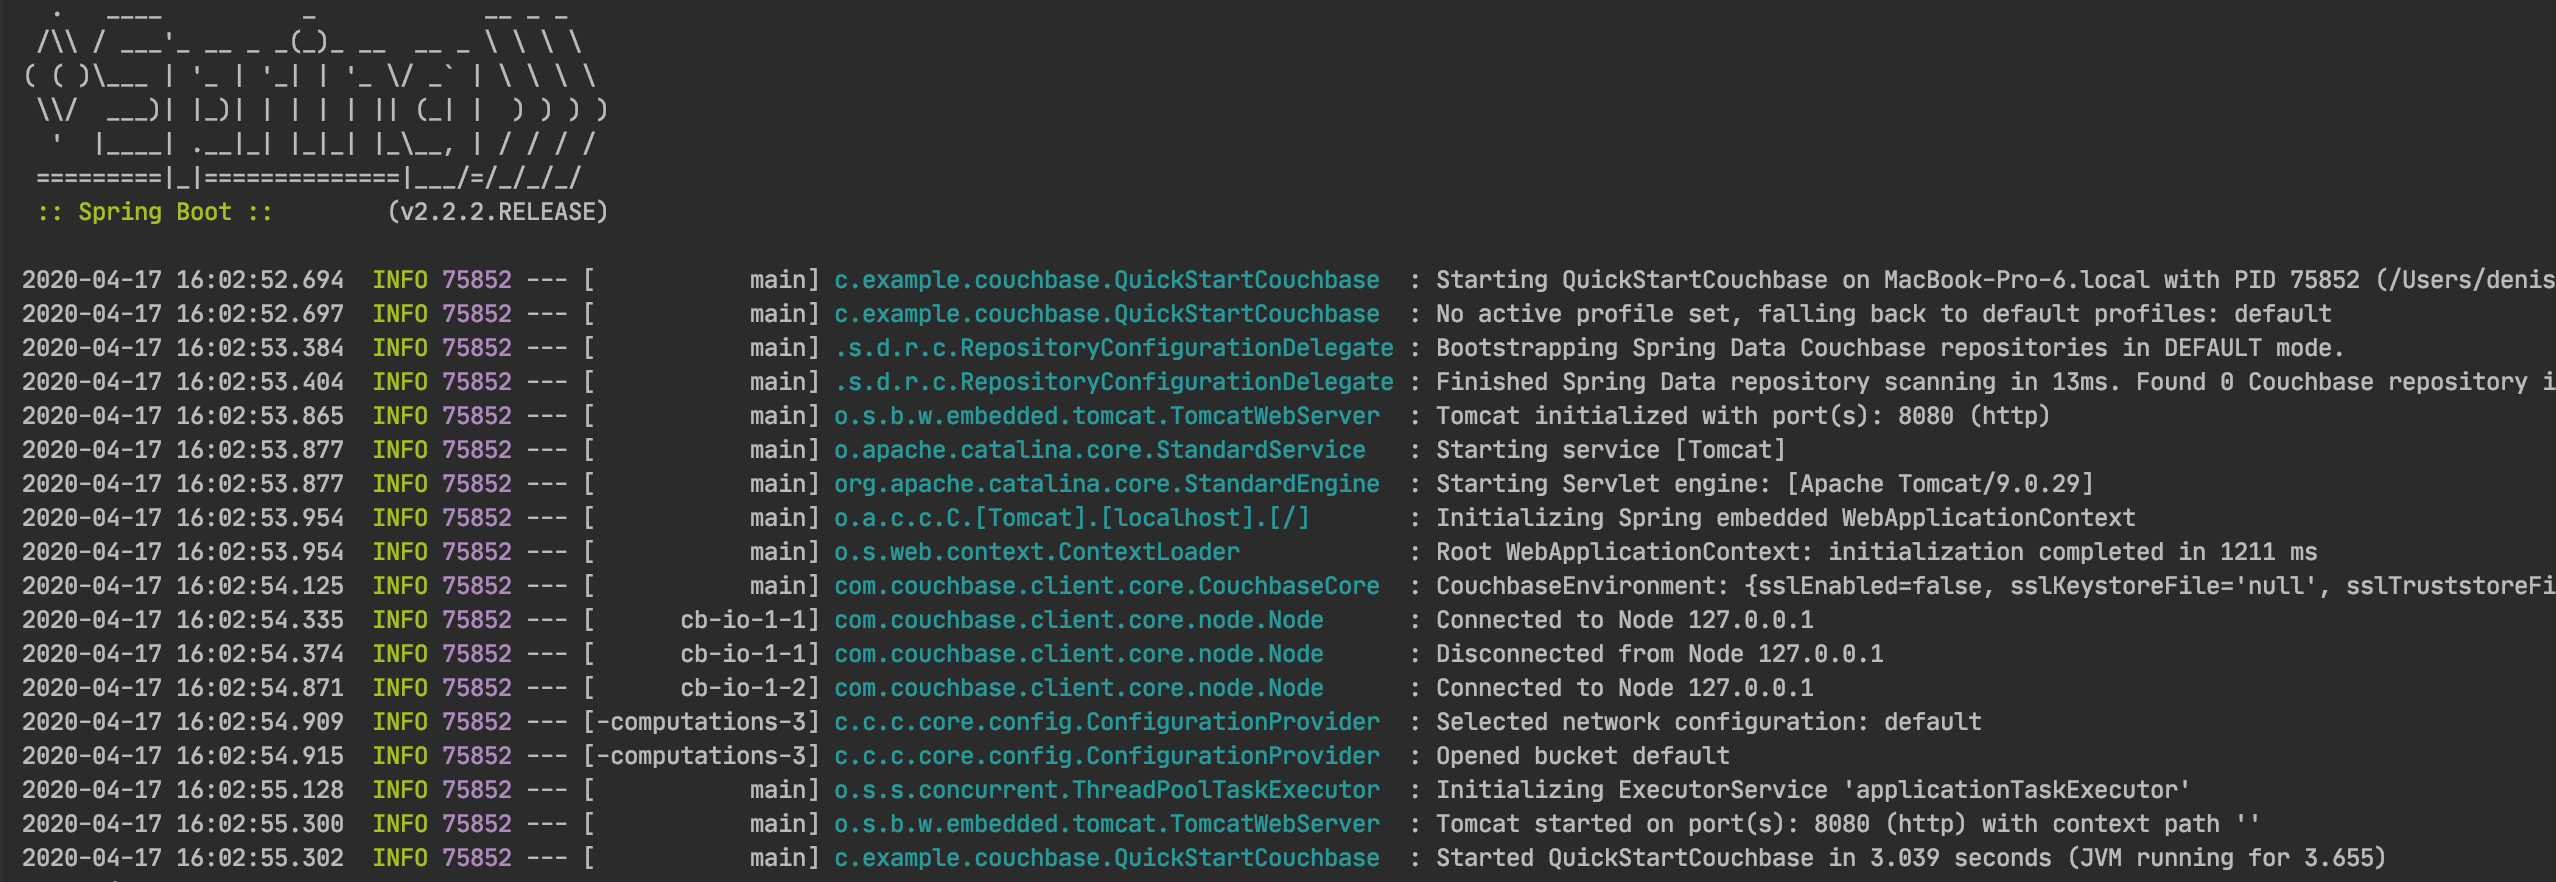 .   ____          _            __ _ _
 /\\ / ___'_ __ _ _(_)_ __  __ _ \ \ \ \
( ( )\___ | '_ | '_| | '_ \/ _` | \ \ \ \
 \\/  ___)| |_)| | | | | || (_| |  ) ) ) )
  '  |____| .__|_| |_|_| |_\__, | / / / /
 =========|_|==============|___/=/_/_/_/
 :: Spring Boot ::        (v2.2.2.RELEASE)
2020-04-17 16:02:52.694  INFO 75852 --- [           main] c.example.couchbase.QuickStartCouchbase  : Starting QuickStartCouchbase on MacBook-Pro-6.local with PID 75852 (/Users/denis
2020-04-17 16:02:52.697  INFO 75852 --- [           main] c.example.couchbase.QuickStartCouchbase  : No active profile set, falling back to default profiles: default
2020-04-17 16:02:53.384  INFO 75852 --- [           main] .s.d.r.c.RepositoryConfigurationDelegate : Bootstrapping Spring Data Couchbase repositories in DEFAULT mode.
2020-04-17 16:02:53.404  INFO 75852 --- [           main] .s.d.r.c.RepositoryConfigurationDelegate : Finished Spring Data repository scanning in 13ms. Found 0 Couchbase repository i
2020-04-17 16:02:53.865  INFO 75852 --- [           main] o.s.b.w.embedded.tomcat.TomcatWebServer  : Tomcat initialized with port(s): 8080 (http)
2020-04-17 16:02:53.877  INFO 75852 --- [           main] o.apache.catalina.core.StandardService   : Starting service [Tomcat]
2020-04-17 16:02:53.877  INFO 75852 --- [           main] org.apache.catalina.core.StandardEngine  : Starting Servlet engine: [Apache Tomcat/9.0.29]
2020-04-17 16:02:53.954  INFO 75852 --- [           main] o.a.c.c.C.[Tomcat].[localhost].[/]       : Initializing Spring embedded WebApplicationContext
2020-04-17 16:02:53.954  INFO 75852 --- [           main] o.s.web.context.ContextLoader            : Root WebApplicationContext: initialization completed in 1211 ms
2020-04-17 16:02:54.125  INFO 75852 --- [           main] com.couchbase.client.core.CouchbaseCore  : CouchbaseEnvironment: {sslEnabled=false, sslKeystoreFile='null', sslTruststoreFi
2020-04-17 16:02:54.335  INFO 75852 --- [      cb-io-1-1] com.couchbase.client.core.node.Node      : Connected to Node 127.0.0.1
2020-04-17 16:02:54.374  INFO 75852 --- [      cb-io-1-1] com.couchbase.client.core.node.Node      : Disconnected from Node 127.0.0.1
2020-04-17 16:02:54.871  INFO 75852 --- [      cb-io-1-2] com.couchbase.client.core.node.Node      : Connected to Node 127.0.0.1
2020-04-17 16:02:54.909  INFO 75852 --- [-computations-3] c.c.c.core.config.ConfigurationProvider  : Selected network configuration: default
2020-04-17 16:02:54.915  INFO 75852 --- [-computations-3] c.c.c.core.config.ConfigurationProvider  : Opened bucket default
2020-04-17 16:02:55.128  INFO 75852 --- [           main] o.s.s.concurrent.ThreadPoolTaskExecutor  : Initializing ExecutorService 'applicationTaskExecutor'
2020-04-17 16:02:55.300  INFO 75852 --- [           main] o.s.b.w.embedded.tomcat.TomcatWebServer  : Tomcat started on port(s): 8080 (http) with context path ''
2020-04-17 16:02:55.302  INFO 75852 --- [           main] c.example.couchbase.QuickStartCouchbase  : Started QuickStartCouchbase in 3.039 seconds (JVM running for 3.655)